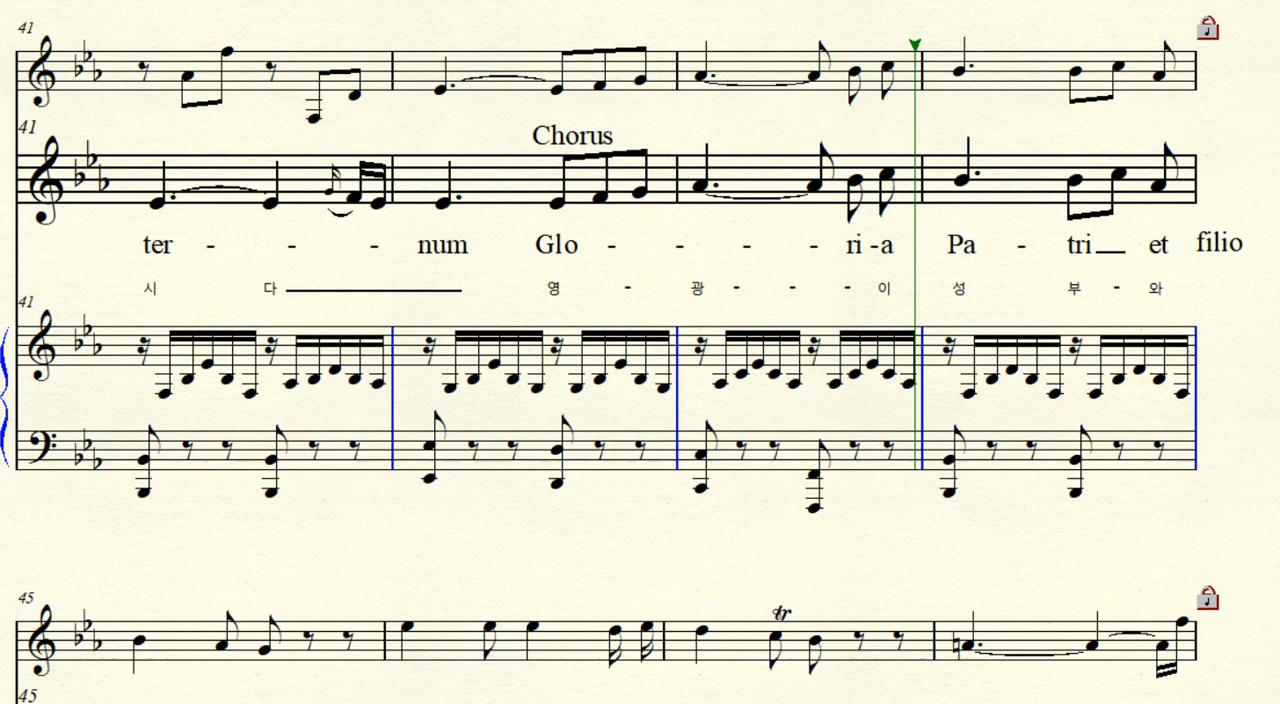 41
41
Chorus
ter - - - num Glo - - - - ri - a Pa - tri et filio
시 다 영 - 광 - - - 이 성 부 - 와
41
45
tr
45